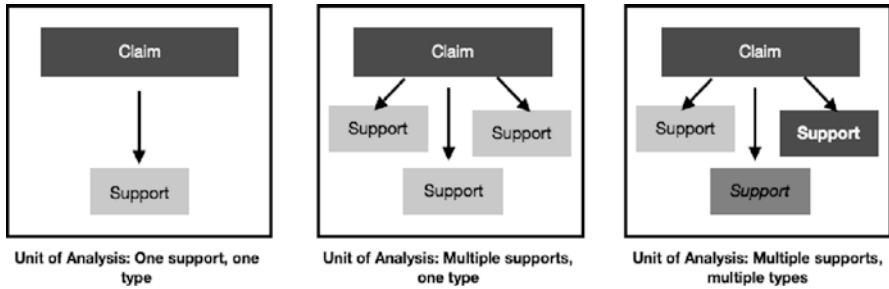 Claim
Support
Unit of Analysis: One support, one
type
Claim
Support
Support
Support
Unit of Analysis: Multiple supports,
one type
Claim
Support
Support
Support
Unit of Analysis: Multiple supports,
multiple types